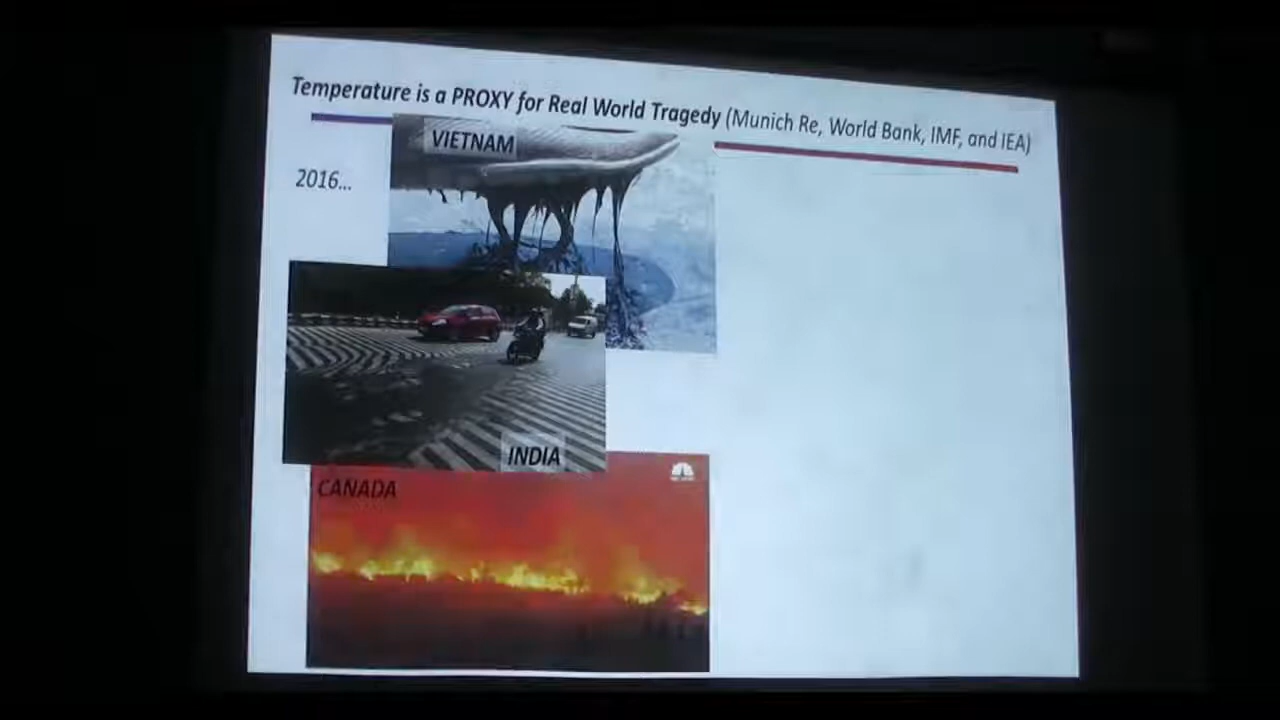 Temperature is a PROXY for Real World Tragedy (Munich Re, World Bank, IMF, and IEA)
VIETNAM
2016...
INDIA
CANADA